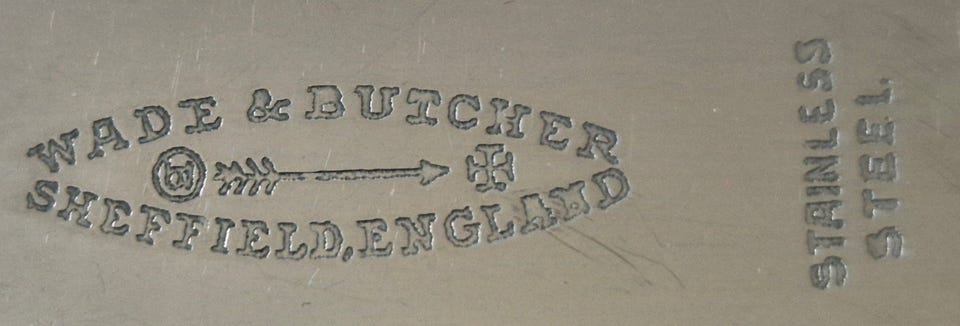 WADE & BUTCHER
SHEFFIELD, ENGLAND
STAINLESS
STEEL